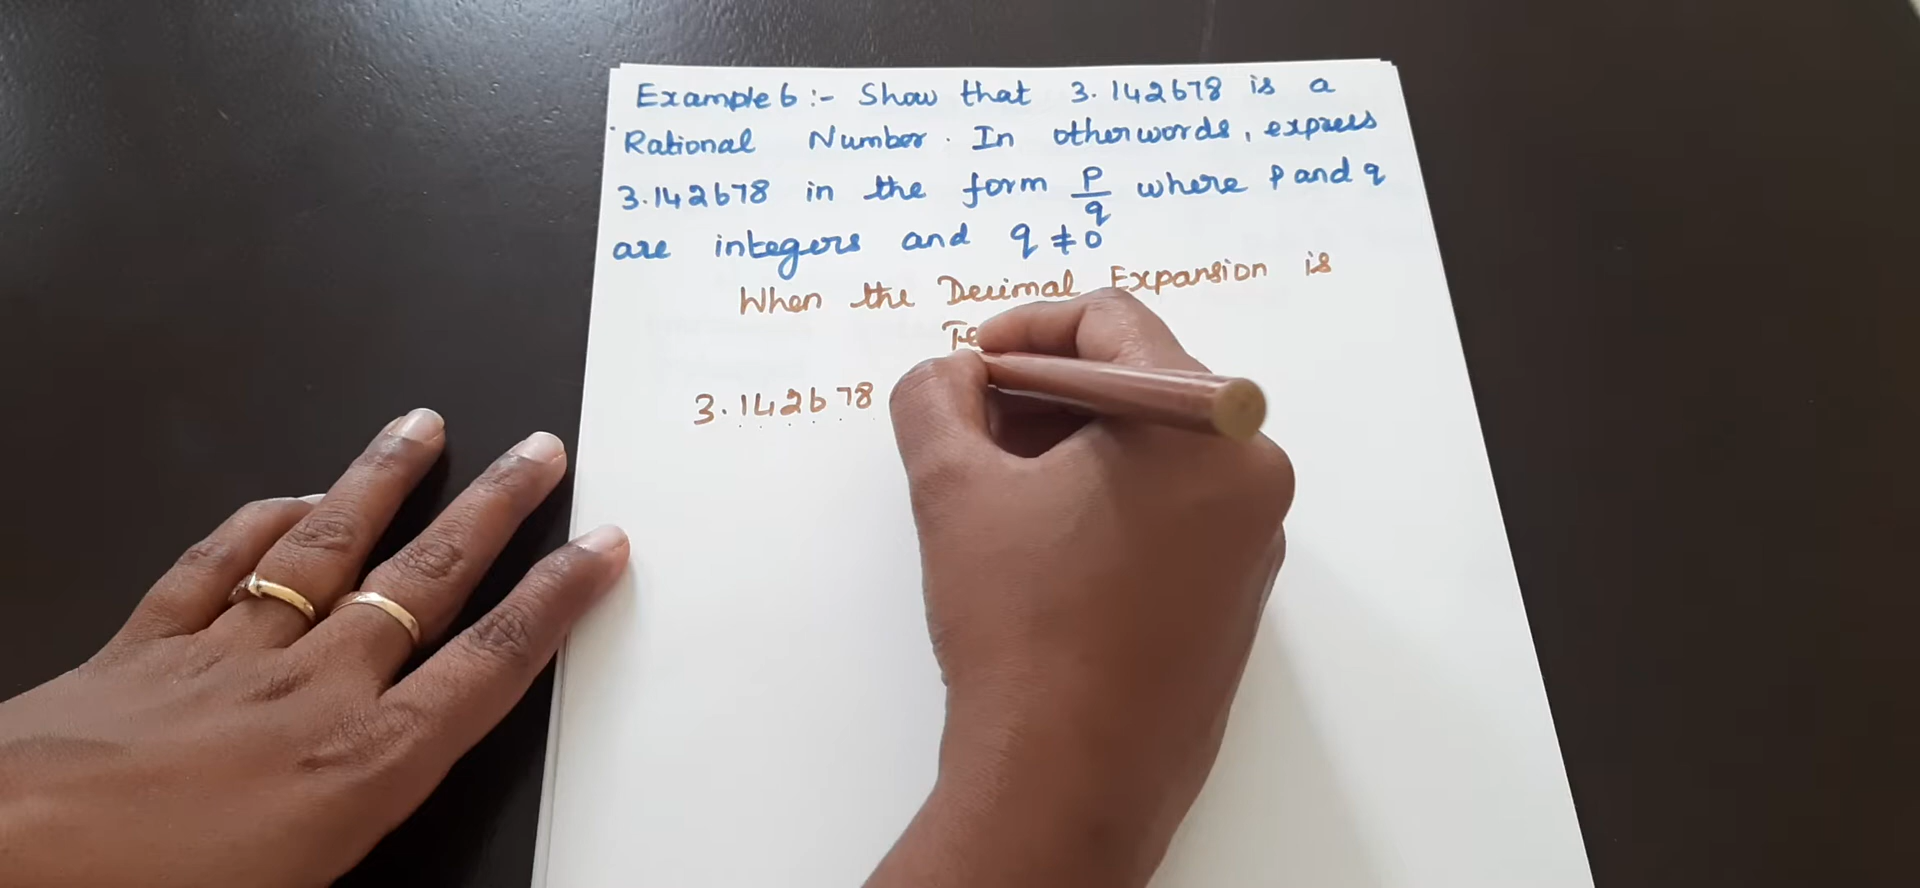 Example 6 :- Show that 3.142678 is a
Rational Number. In otherwords, express
3.142678 in the form p/q where p and q
are integers and q ≠ 0
When the Decimal Expansion is
3.142678